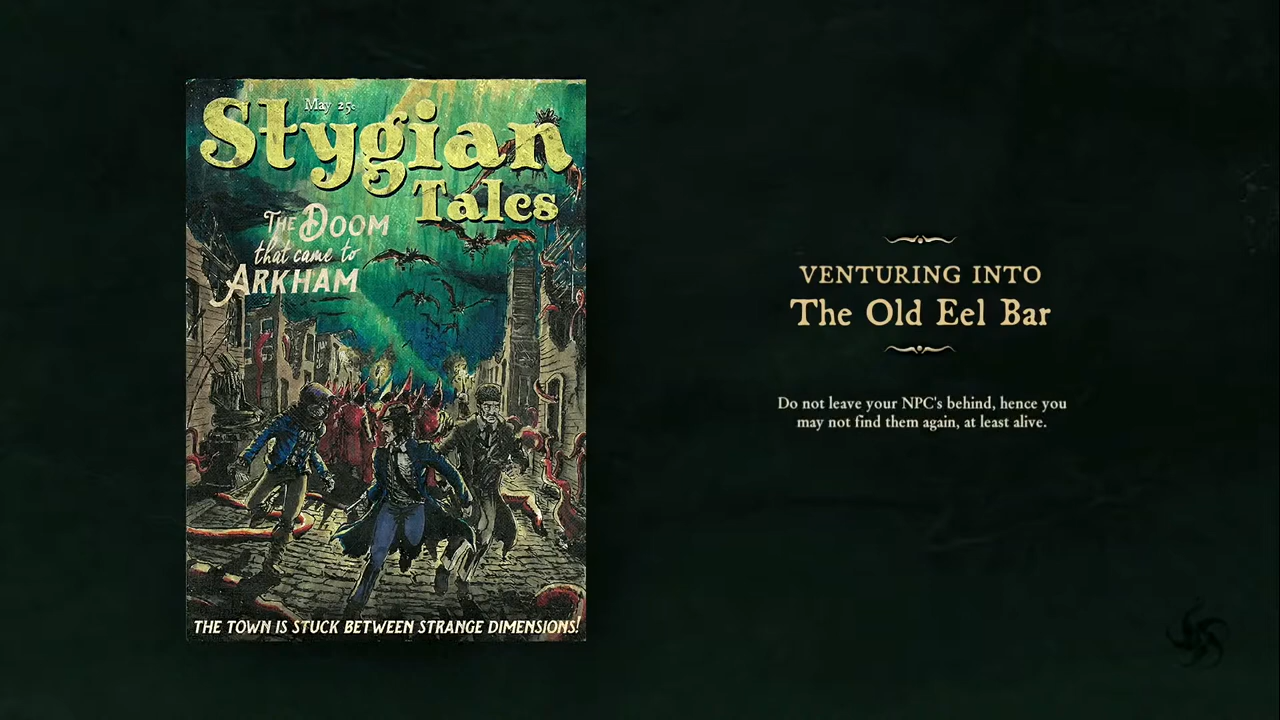 May 25¢
Stygian
Tales
THE DOOM
that came to
ARKHAM
THE TOWN IS STUCK BETWEEN STRANGE DIMENSIONS!
VENTURING INTO
The Old Eel Bar
Do not leave your NPC's behind, hence you
may not find them again, at least alive.